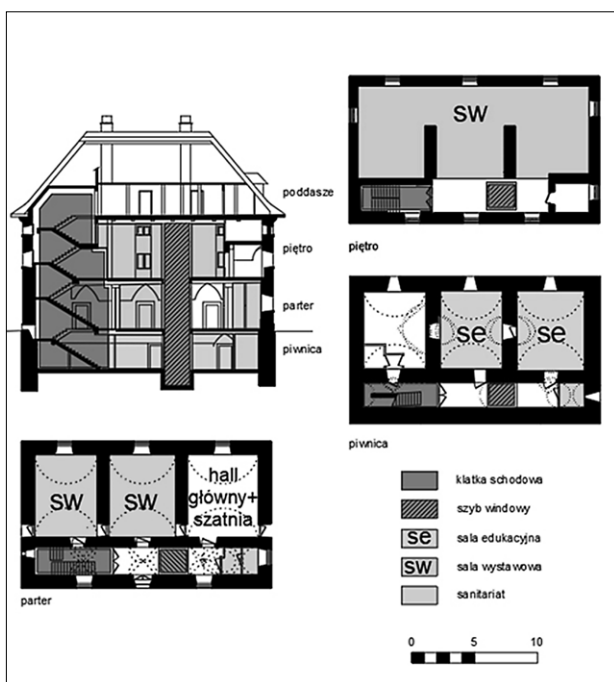 poddasze
piętro
parter
piwnica
sw
piętro
se
se
piwnica
sw
sw
hall
główny+
szatnia
parter
klatka schodowa
szyb windowy
se
sala edukacyjna
sw
sala wystawowa
sanitariat
0 5 10